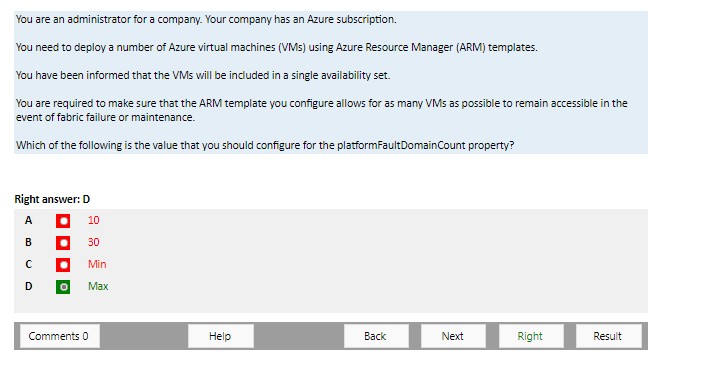 You are an administrator for a company. Your company has an Azure subscription.
You need to deploy a number of Azure virtual machines (VMs) using Azure Resource Manager (ARM) templates.
You have been informed that the VMs will be included in a single availability set.
You are required to make sure that the ARM template you configure allows for as many VMs as possible to remain accessible in the
event of fabric failure or maintenance.
Which of the following is the value that you should configure for the platformFaultDomainCount property?
Right answer: D
A 10
B 30
C Min
D Max
Comments 0 Help Back Next Right Result